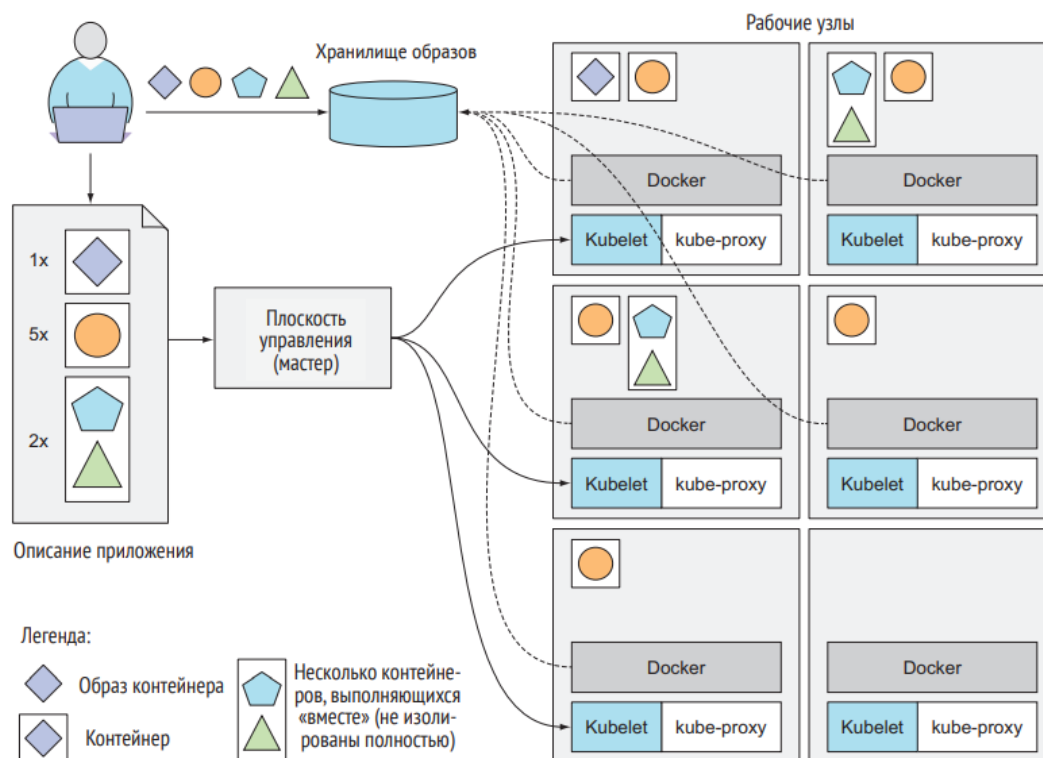 Рабочие узлы
Хранилище образов
Docker
Kubelet kube-proxy
Docker
Kubelet kube-proxy
1x
5x
2x
Плоскость
управления
(мастер)
Docker
Kubelet kube-proxy
Docker
Kubelet kube-proxy
Описание приложения
Docker
Kubelet kube-proxy
Docker
Kubelet kube-proxy
Легенда:
Образ контейнера
Контейнер
Несколько контейне-
ров, выполняющихся
«вместе» (не изоли-
рованы полностью)